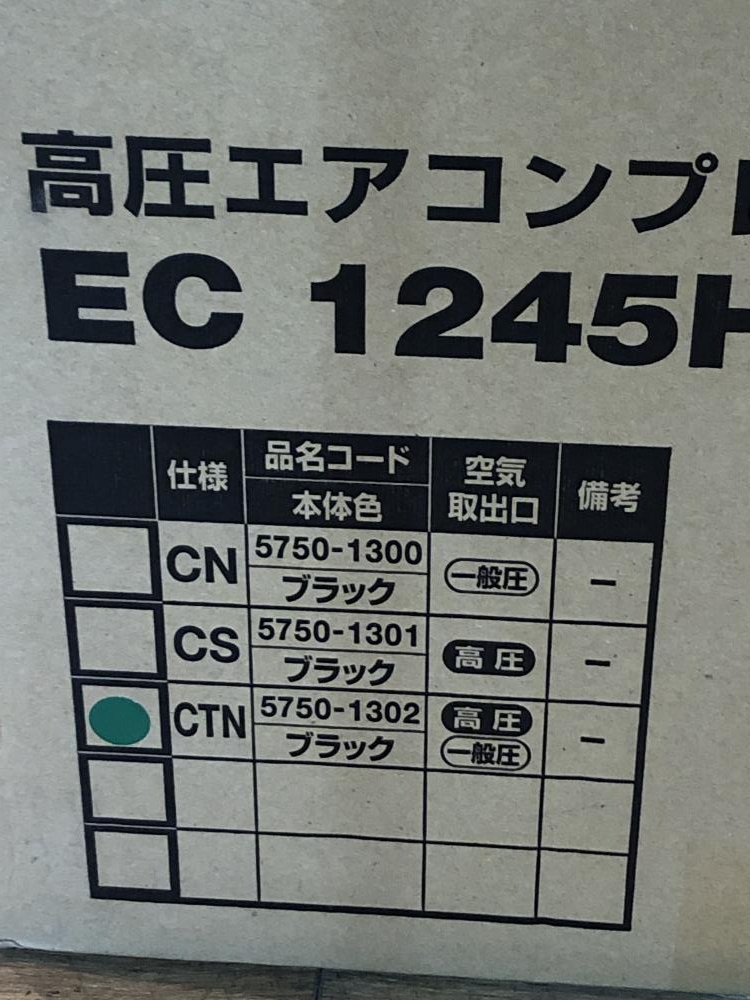 高圧エアコンプ
EC 1245H
仕様 品名コード 本体色 空気取出口 備考
CN 5750-1300 ブラック 一般圧 －
CS 5750-1301 ブラック 高圧 －
CTN 5750-1302 ブラック 高圧 一般圧 －